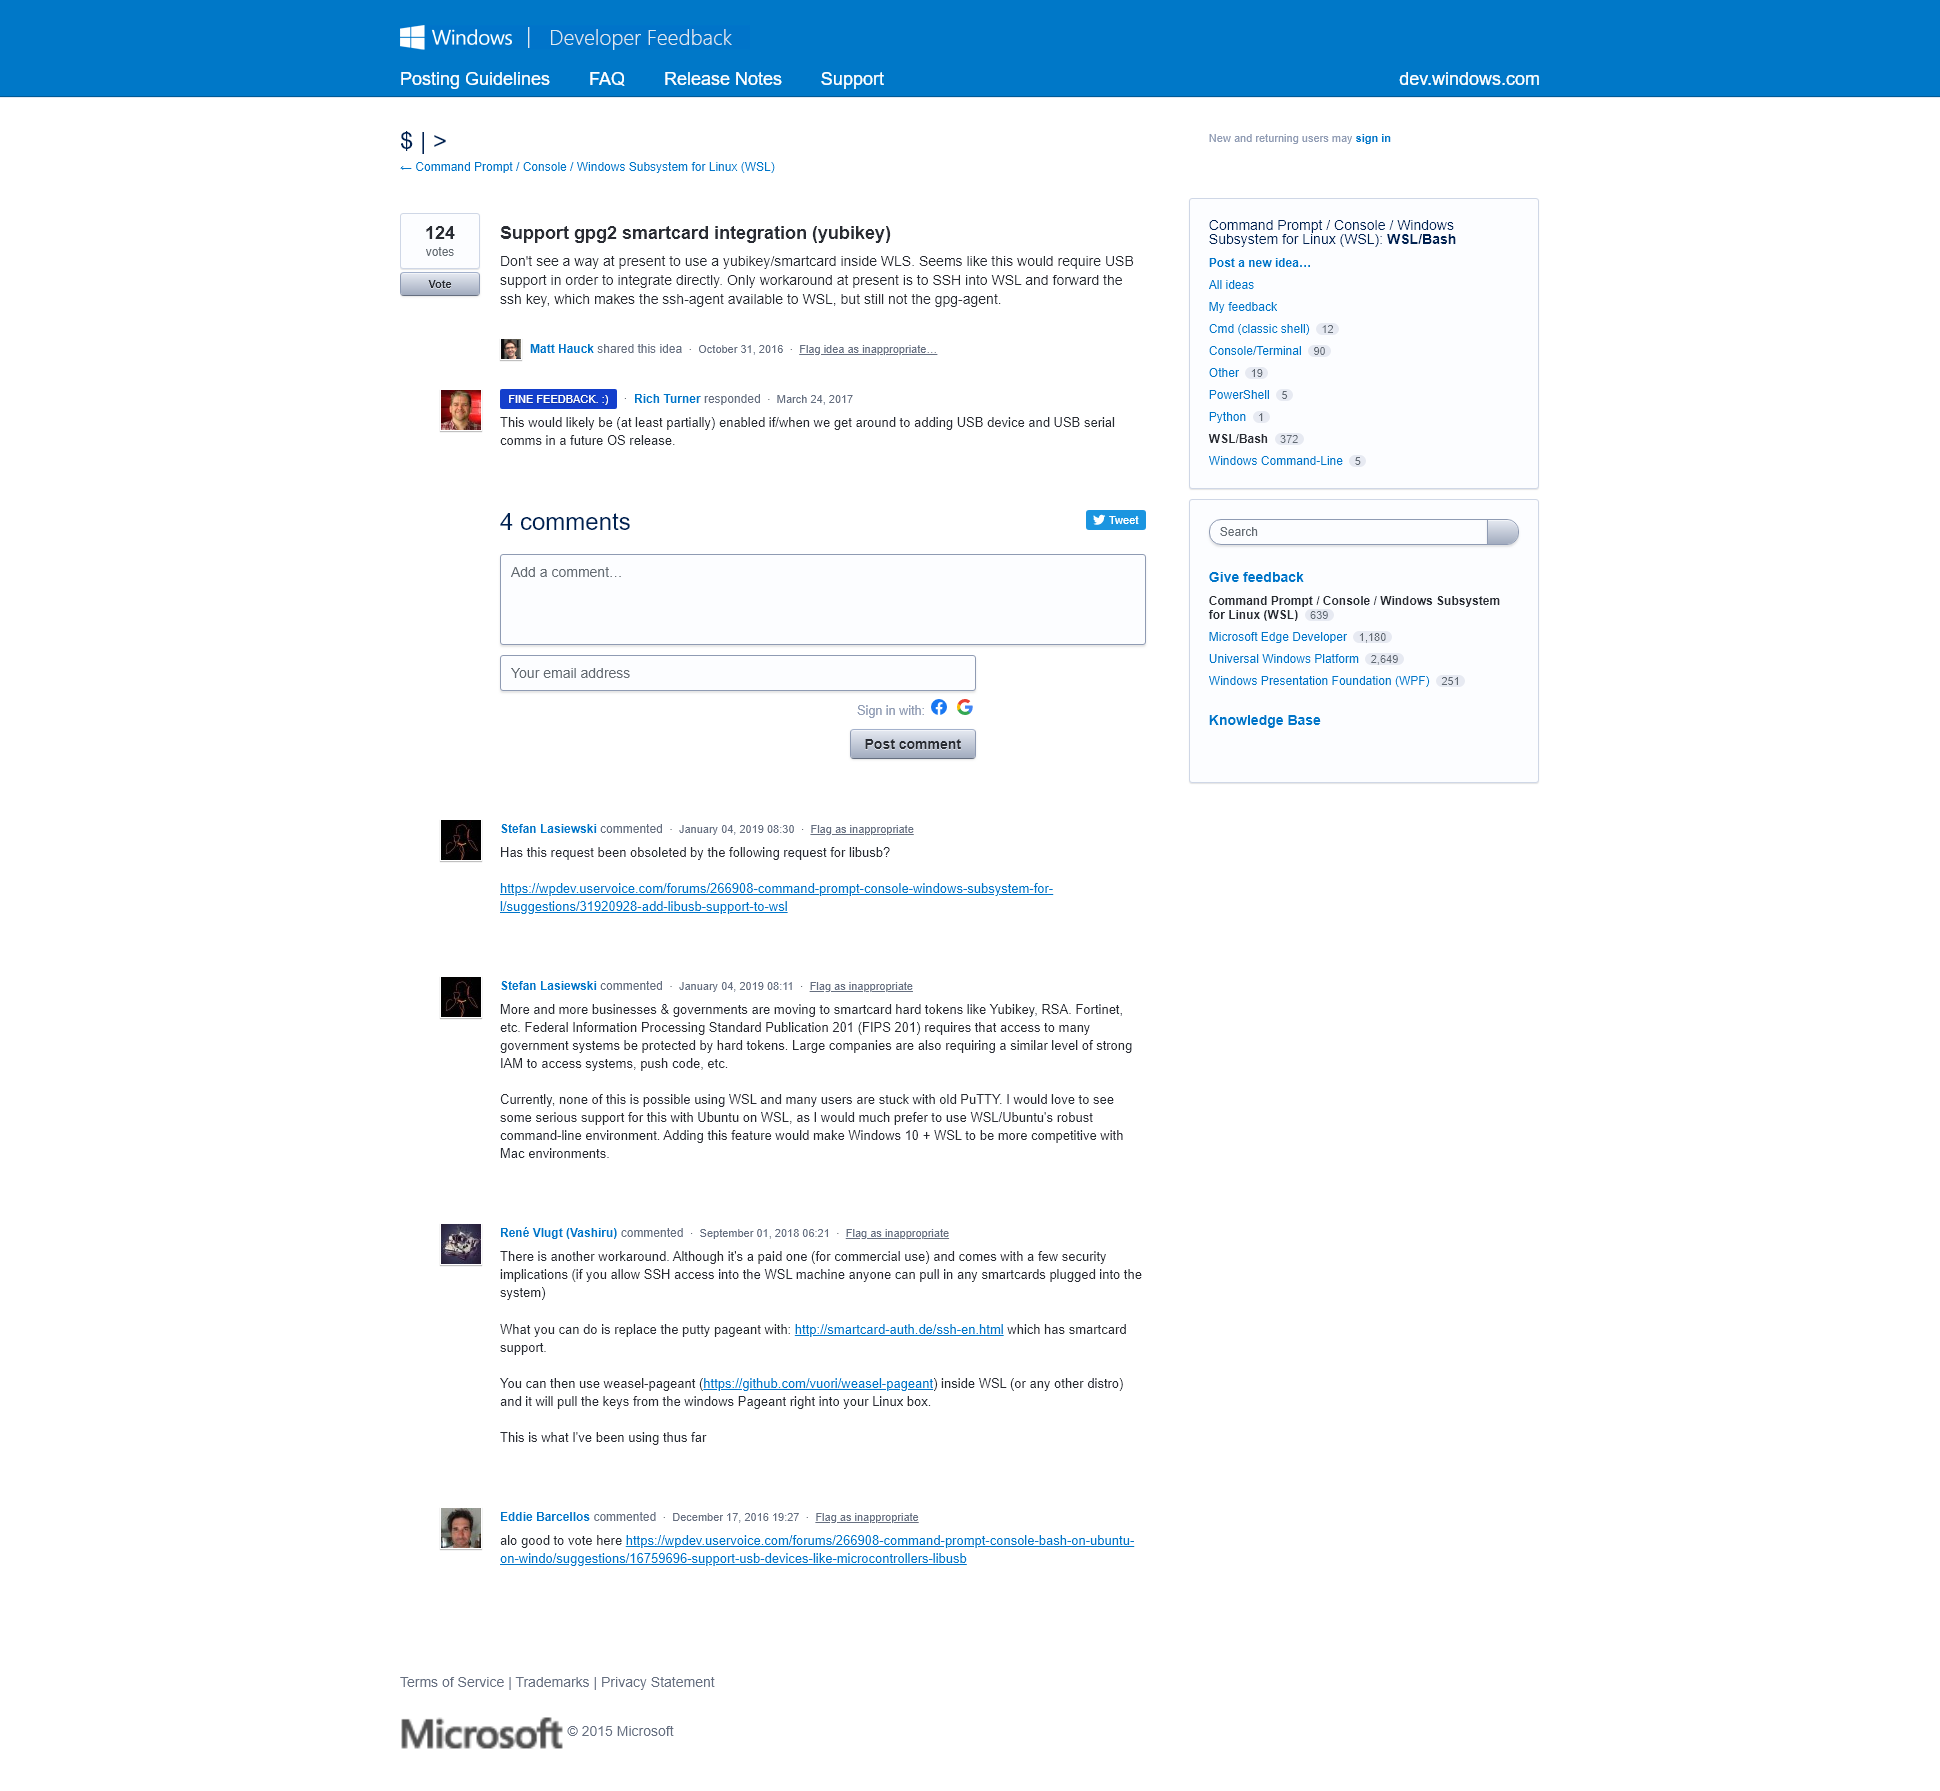 Windows | Developer Feedback
Posting Guidelines FAQ Release Notes Support dev.windows.com
$ | >
← Command Prompt / Console / Windows Subsystem for Linux (WSL)
New and returning users may sign in
124
votes
Vote
Support gpg2 smartcard integration (yubikey)
Don't see a way at present to use a yubikey/smartcard inside WLS. Seems like this would require USB
support in order to integrate directly. Only workaround at present is to SSH into WSL and forward the
ssh key, which makes the ssh-agent available to WSL, but still not the gpg-agent.
Matt Hauck shared this idea · October 31, 2016 · Flag idea as inappropriate…
FINE FEEDBACK. :) · Rich Turner responded · March 24, 2017
This would likely be (at least partially) enabled if/when we get around to adding USB device and USB serial
comms in a future OS release.
4 comments
Tweet
Add a comment…
Your email address
Sign in with:
Post comment
Stefan Lasiewski commented · January 04, 2019 08:30 · Flag as inappropriate
Has this request been obsoleted by the following request for libusb?
https://wpdev.uservoice.com/forums/266908-command-prompt-console-windows-subsystem-for-
l/suggestions/31920928-add-libusb-support-to-wsl
Stefan Lasiewski commented · January 04, 2019 08:11 · Flag as inappropriate
More and more businesses & governments are moving to smartcard hard tokens like Yubikey, RSA. Fortinet,
etc. Federal Information Processing Standard Publication 201 (FIPS 201) requires that access to many
government systems be protected by hard tokens. Large companies are also requiring a similar level of strong
IAM to access systems, push code, etc.
Currently, none of this is possible using WSL and many users are stuck with old PuTTY. I would love to see
some serious support for this with Ubuntu on WSL, as I would much prefer to use WSL/Ubuntu's robust
command-line environment. Adding this feature would make Windows 10 + WSL to be more competitive with
Mac environments.
René Vlugt (Vashiru) commented · September 01, 2018 06:21 · Flag as inappropriate
There is another workaround. Although it's a paid one (for commercial use) and comes with a few security
implications (if you allow SSH access into the WSL machine anyone can pull in any smartcards plugged into the
system)
What you can do is replace the putty pageant with: http://smartcard-auth.de/ssh-en.html which has smartcard
support.
You can then use weasel-pageant (https://github.com/vuori/weasel-pageant) inside WSL (or any other distro)
and it will pull the keys from the windows Pageant right into your Linux box.
This is what I've been using thus far
Eddie Barcellos commented · December 17, 2016 19:27 · Flag as inappropriate
alo good to vote here https://wpdev.uservoice.com/forums/266908-command-prompt-console-bash-on-ubuntu-
on-windo/suggestions/16759696-support-usb-devices-like-microcontrollers-libusb
Command Prompt / Console / Windows
Subsystem for Linux (WSL): WSL/Bash
Post a new idea…
All ideas
My feedback
Cmd (classic shell) 12
Console/Terminal 90
Other 19
PowerShell 5
Python 1
WSL/Bash 372
Windows Command-Line 5
Search
Give feedback
Command Prompt / Console / Windows Subsystem
for Linux (WSL) 639
Microsoft Edge Developer 1,180
Universal Windows Platform 2,649
Windows Presentation Foundation (WPF) 251
Knowledge Base
Terms of Service | Trademarks | Privacy Statement
Microsoft © 2015 Microsoft